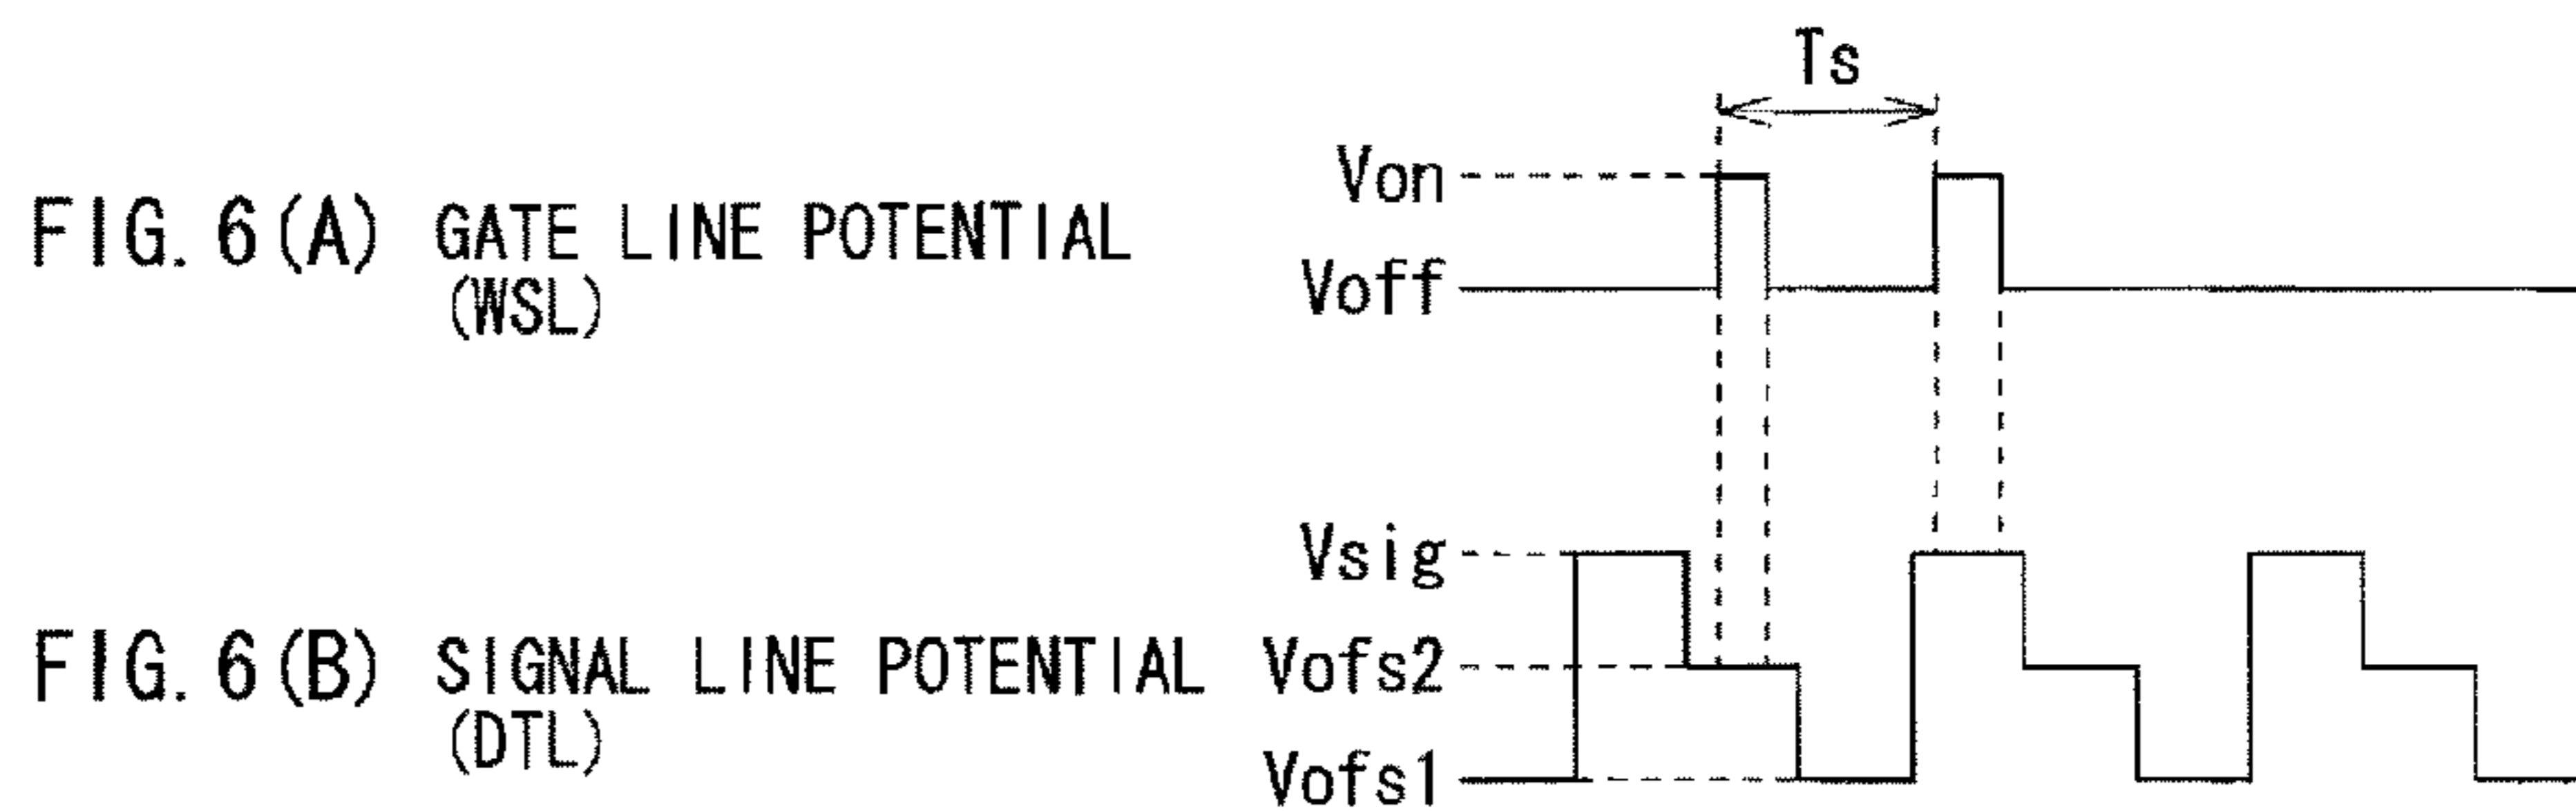 Ts
Von
FIG. 6(A) GATE LINE POTENTIAL
(WSL)
Voff
Vsig
FIG. 6(B) SIGNAL LINE POTENTIAL
(DTL)
Vofs2
Vofs1